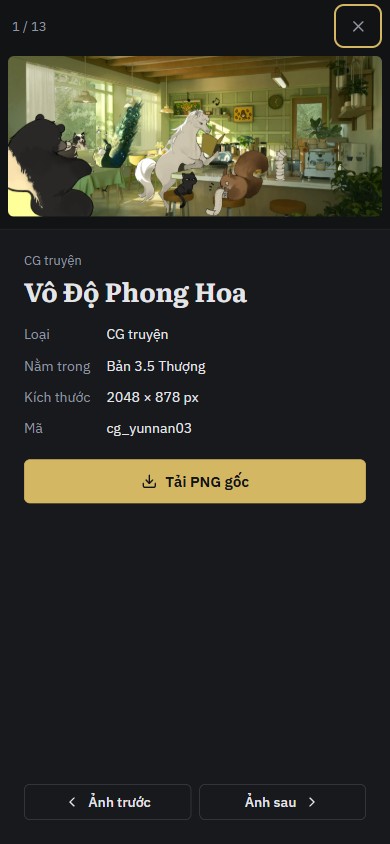 1 / 13
CG truyện
Vô Độ Phong Hoa
Loại CG truyện
Nằm trong Bản 3.5 Thượng
Kích thước 2048 × 878 px
Mã cg_yunnan03
Tải PNG gốc
Ảnh trước Ảnh sau